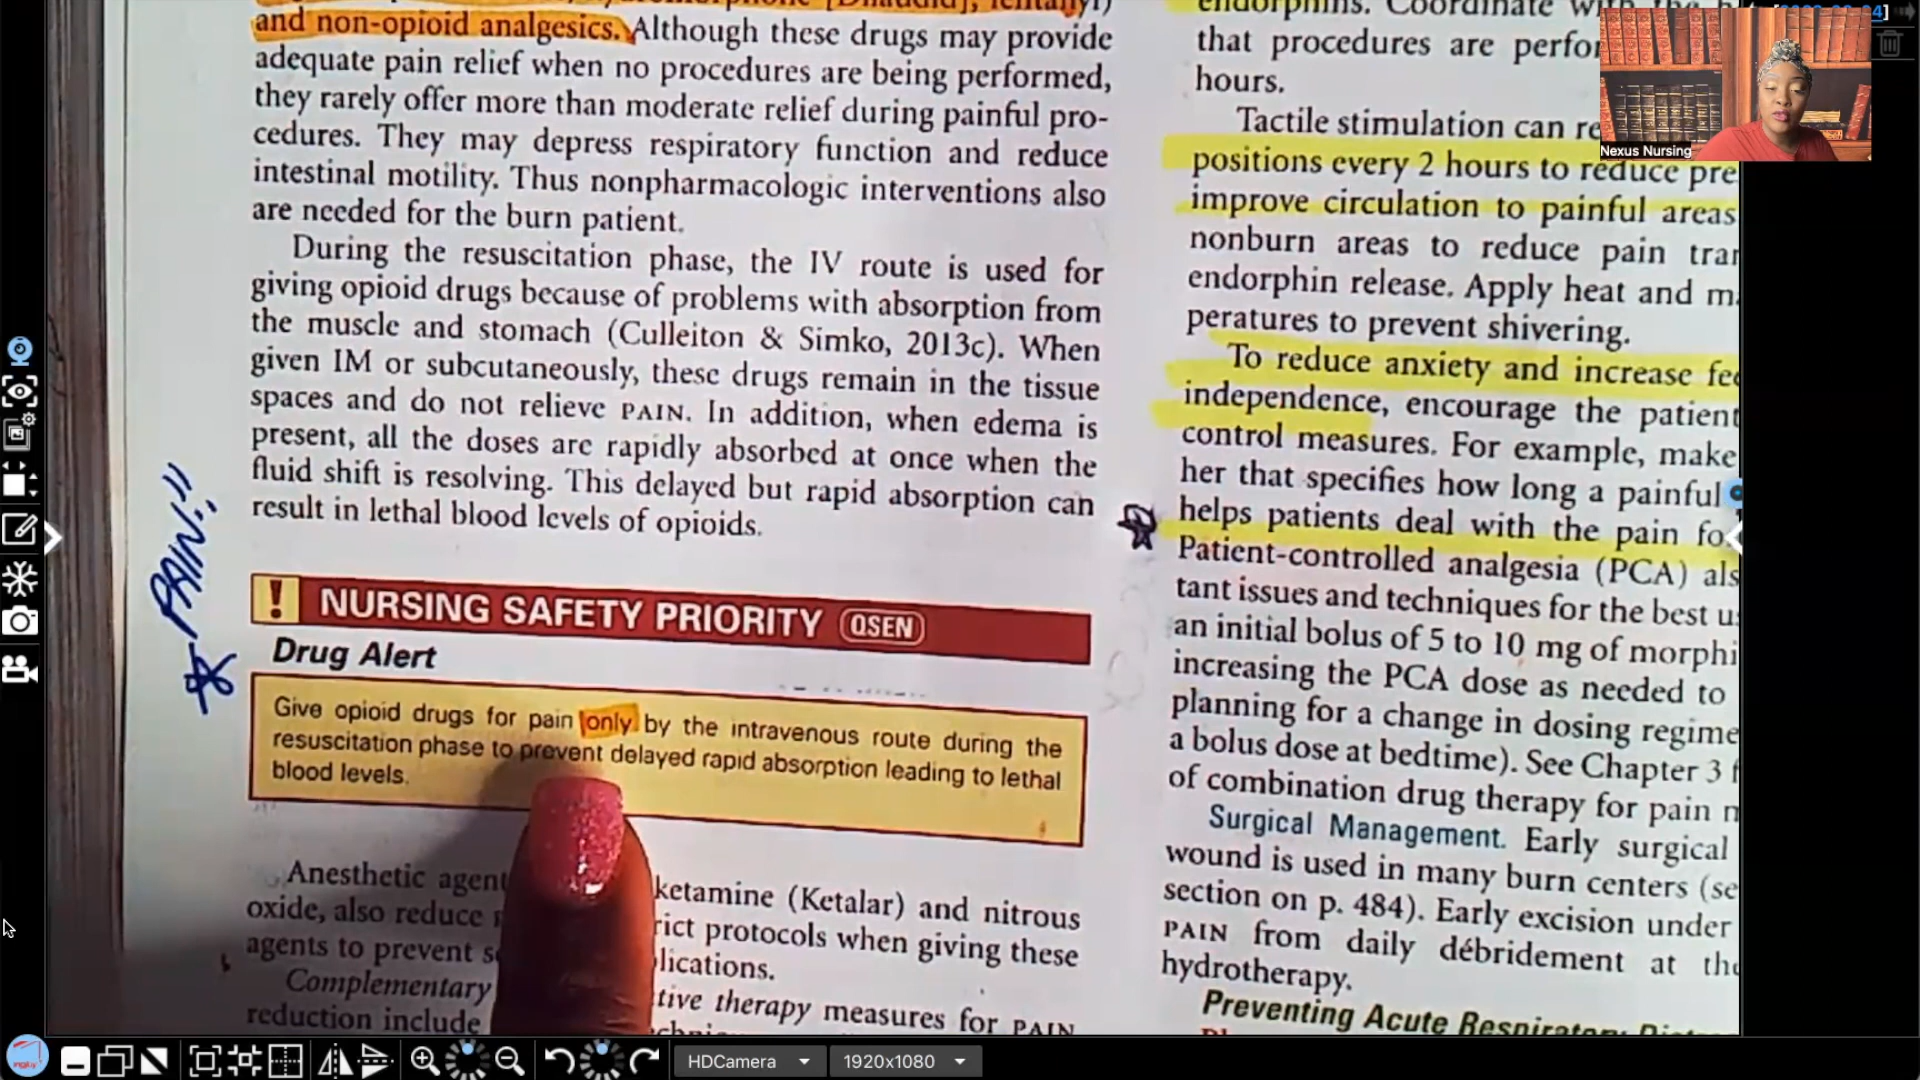 and non-opioid analgesics. Although these drugs may provide
adequate pain relief when no procedures are being performed,
they rarely offer more than moderate relief during painful pro-
cedures. They may depress respiratory function and reduce
intestinal motility. Thus nonpharmacologic interventions also
are needed for the burn patient.
During the resuscitation phase, the IV route is used for
giving opioid drugs because of problems with absorption from
the muscle and stomach (Culleiton & Simko, 2013c). When
given IM or subcutaneously, these drugs remain in the tissue
spaces and do not relieve PAIN. In addition, when edema is
present, all the doses are rapidly absorbed at once when the
fluid shift is resolving. This delayed but rapid absorption can
result in lethal blood levels of opioids.
PAIN!!
! NURSING SAFETY PRIORITY QSEN
Drug Alert
Give opioid drugs for pain only by the intravenous route during the
resuscitation phase to prevent delayed rapid absorption leading to lethal
blood levels.
Anesthetic agent ketamine (Ketalar) and nitrous
oxide, also reduce rict protocols when giving these
agents to prevent lications.
Complementary tive therapy measures for PAIN
reduction include
endorphins. Coordinate with the
that procedures are perfor
hours.
Tactile stimulation can re
positions every 2 hours to reduce pre
improve circulation to painful areas
nonburn areas to reduce pain tran
endorphin release. Apply heat and m
peratures to prevent shivering.
To reduce anxiety and increase fee
independence, encourage the patient
control measures. For example, make
her that specifies how long a painful
helps patients deal with the pain fo
Patient-controlled analgesia (PCA) als
tant issues and techniques for the best u
an initial bolus of 5 to 10 mg of morphi
increasing the PCA dose as needed to
planning for a change in dosing regime
a bolus dose at bedtime). See Chapter 3
of combination drug therapy for pain
Surgical Management. Early surgical
wound is used in many burn centers (se
section on p. 484). Early excision under
PAIN from daily débridement at the
hydrotherapy.
Preventing Acute Respiratory
Nexus Nursing
HDCamera
1920x1080